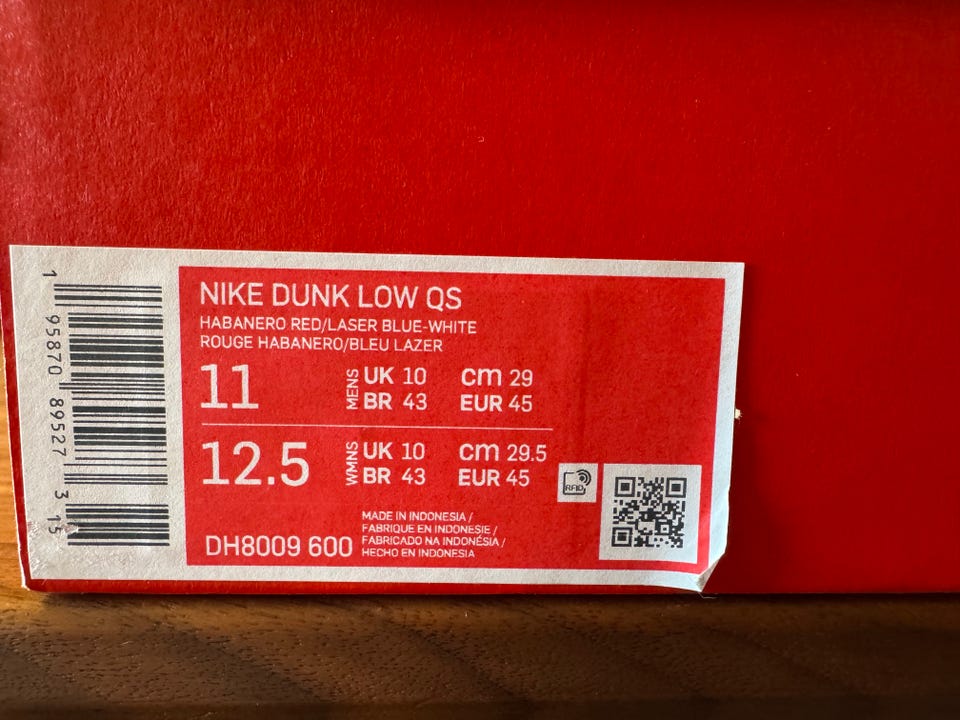 NIKE DUNK LOW QS
HABANERO RED/LASER BLUE-WHITE
ROUGE HABANERO/BLEU LAZER
11 MENS UK 10 cm 29
BR 43 EUR 45
12.5 WMNS UK 10 cm 29.5
BR 43 EUR 45
RFID
MADE IN INDONESIA /
FABRIQUE EN INDONESIE /
FABRICADO NA INDONÉSIA /
HECHO EN INDONESIA
DH8009 600
1 95870 89527 3 15